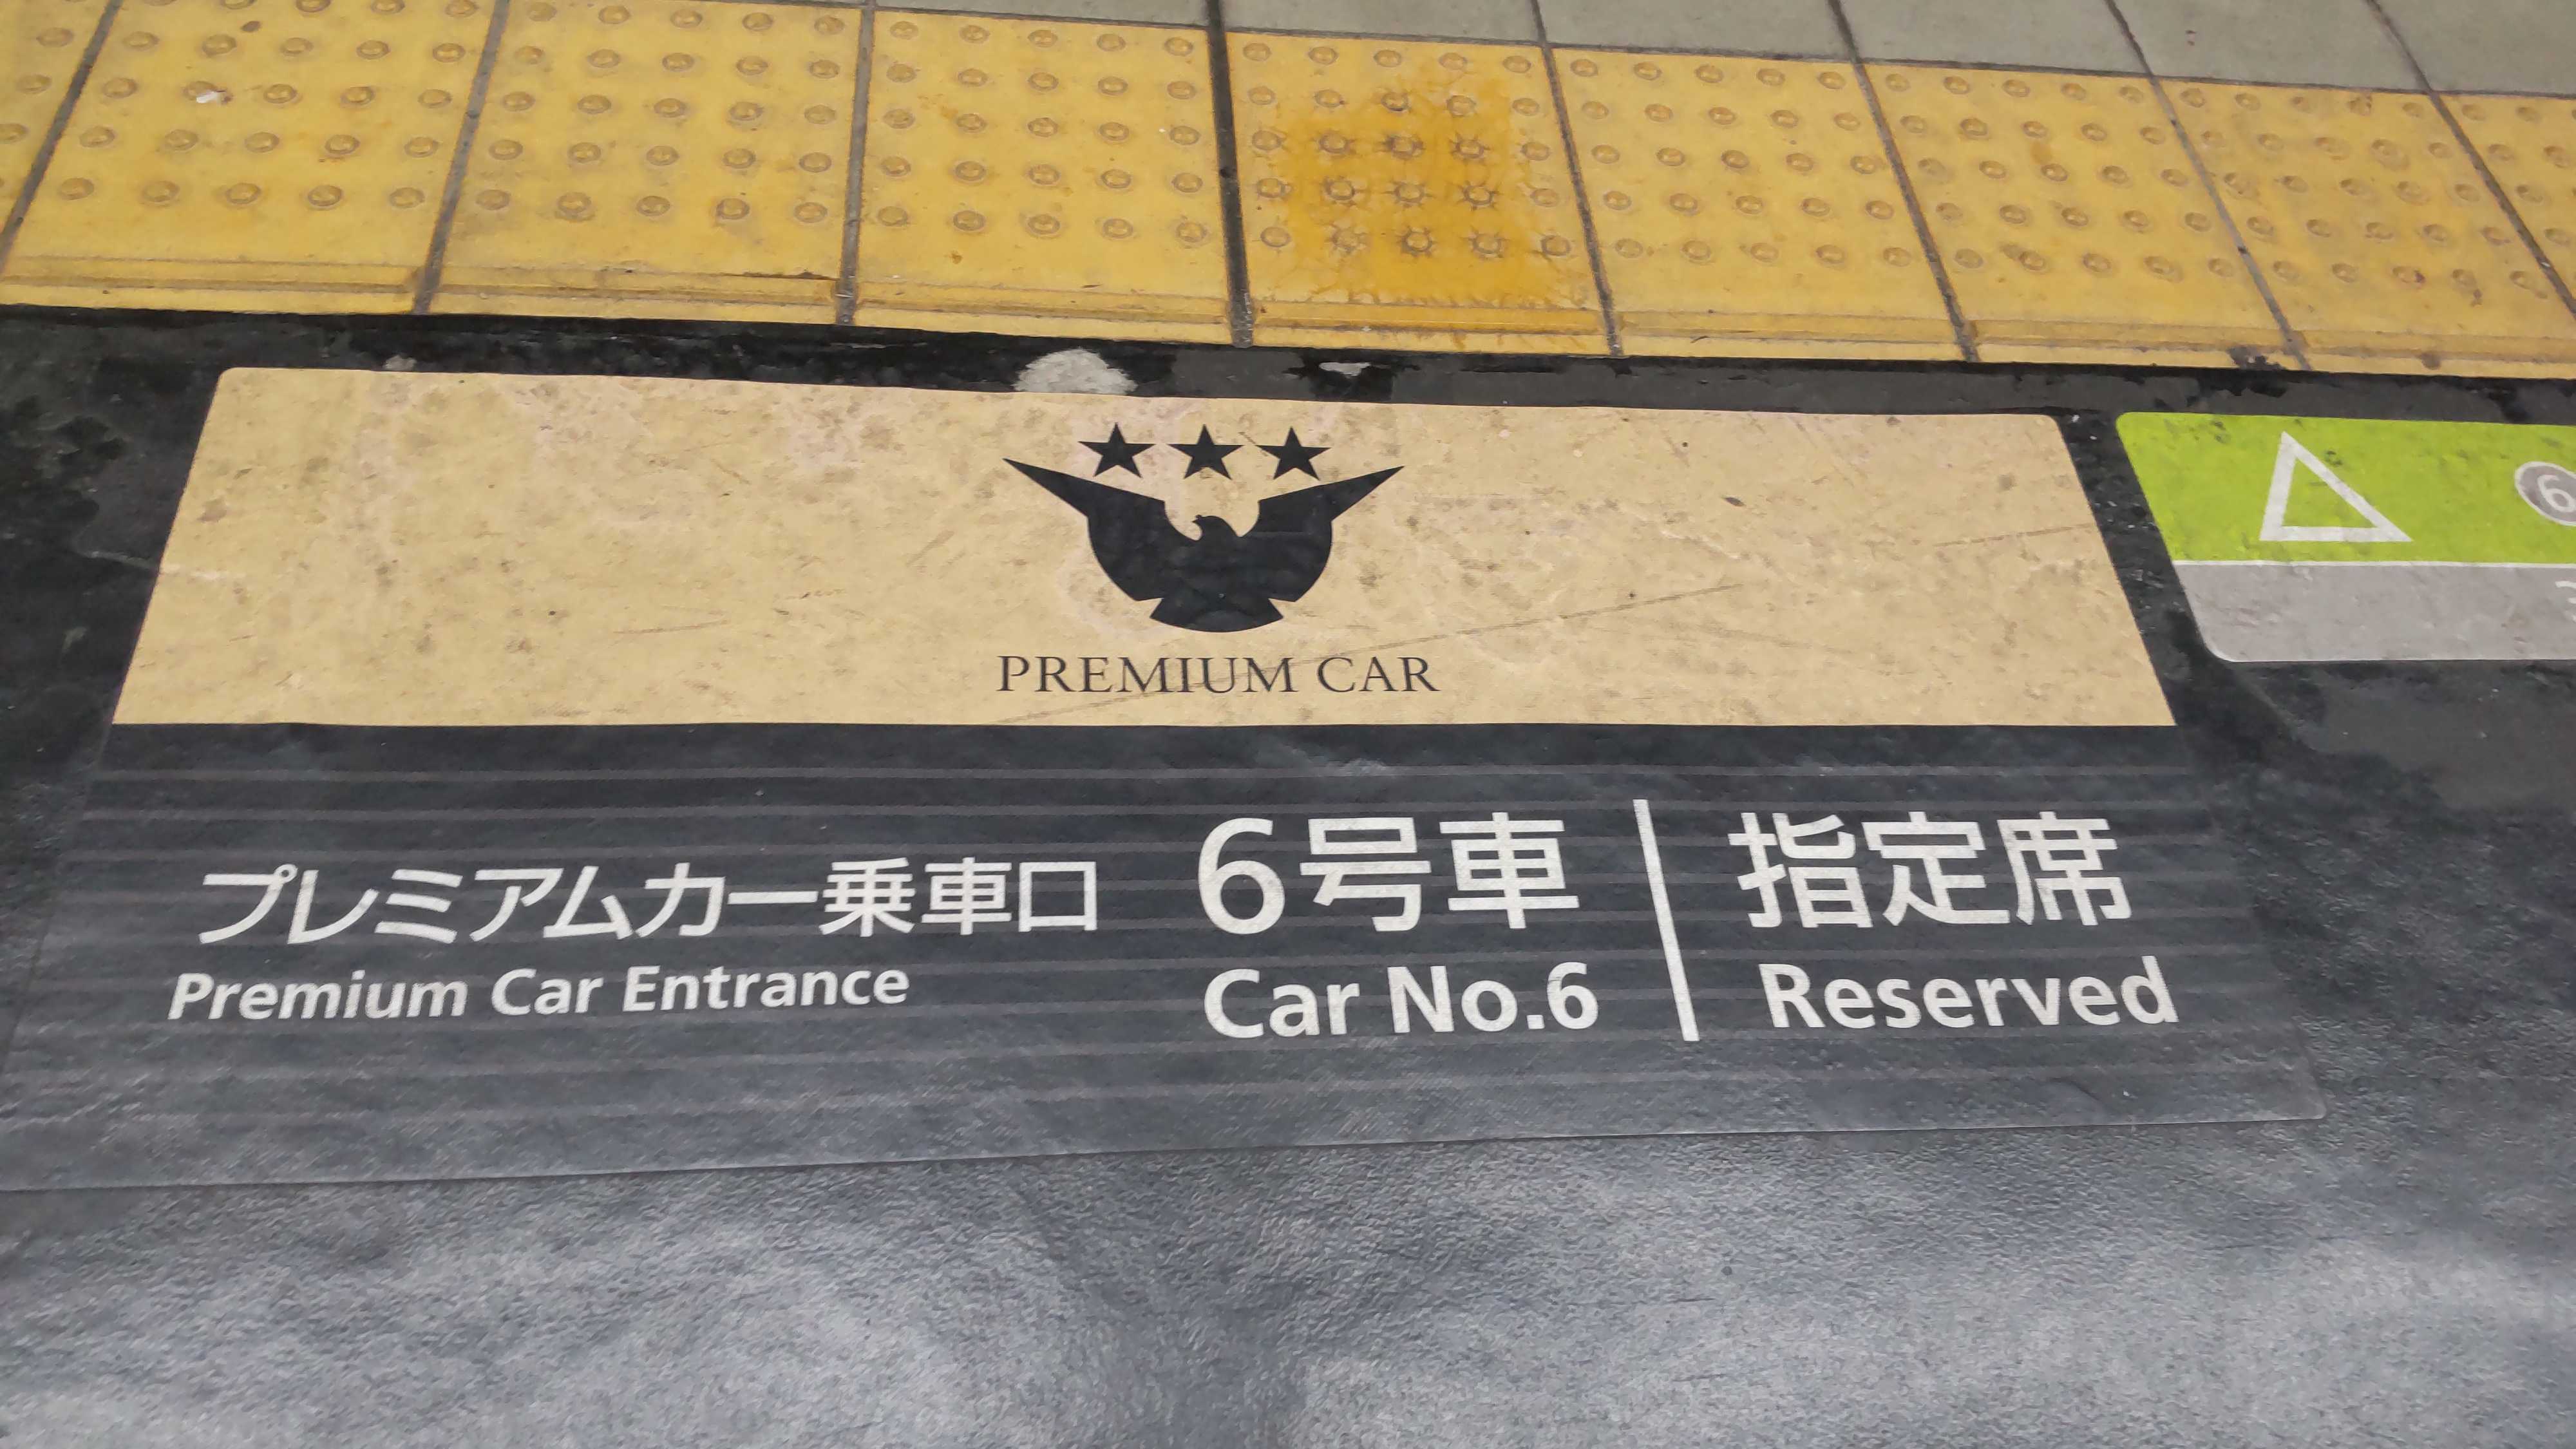 PREMIUM CAR
プレミアムカー乗車口
Premium Car Entrance
6号車
Car No.6
指定席
Reserved
6